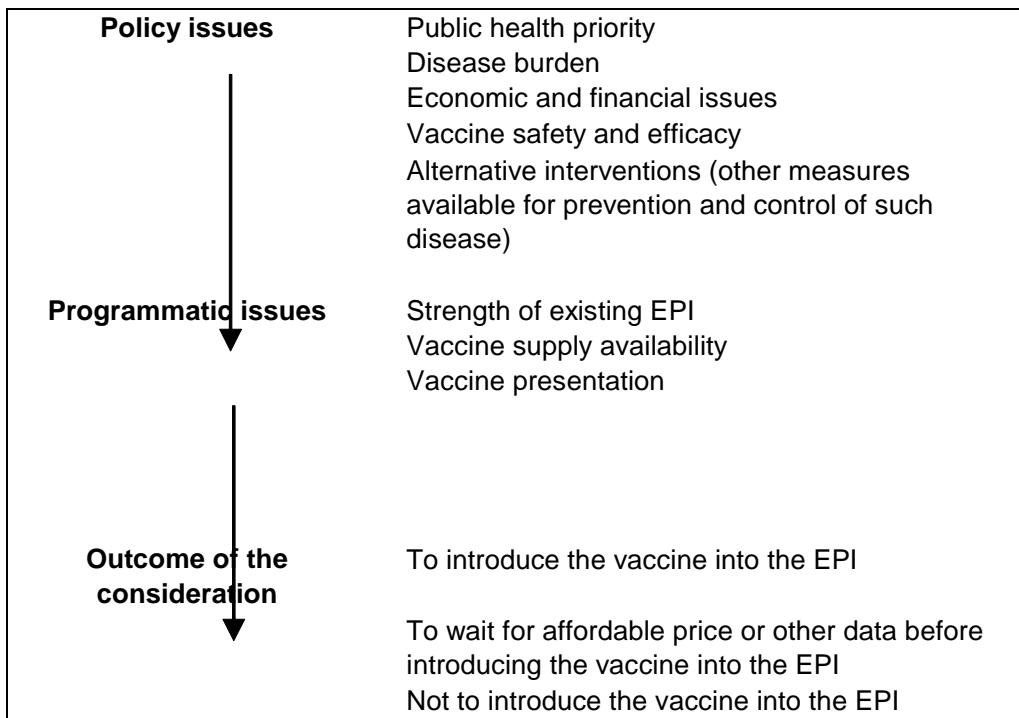 Policy issues
Public health priority
Disease burden
Economic and financial issues
Vaccine safety and efficacy
Alternative interventions (other measures
available for prevention and control of such
disease)
Programmatic issues
Strength of existing EPI
Vaccine supply availability
Vaccine presentation
Outcome of the
consideration
To introduce the vaccine into the EPI
To wait for affordable price or other data before
introducing the vaccine into the EPI
Not to introduce the vaccine into the EPI